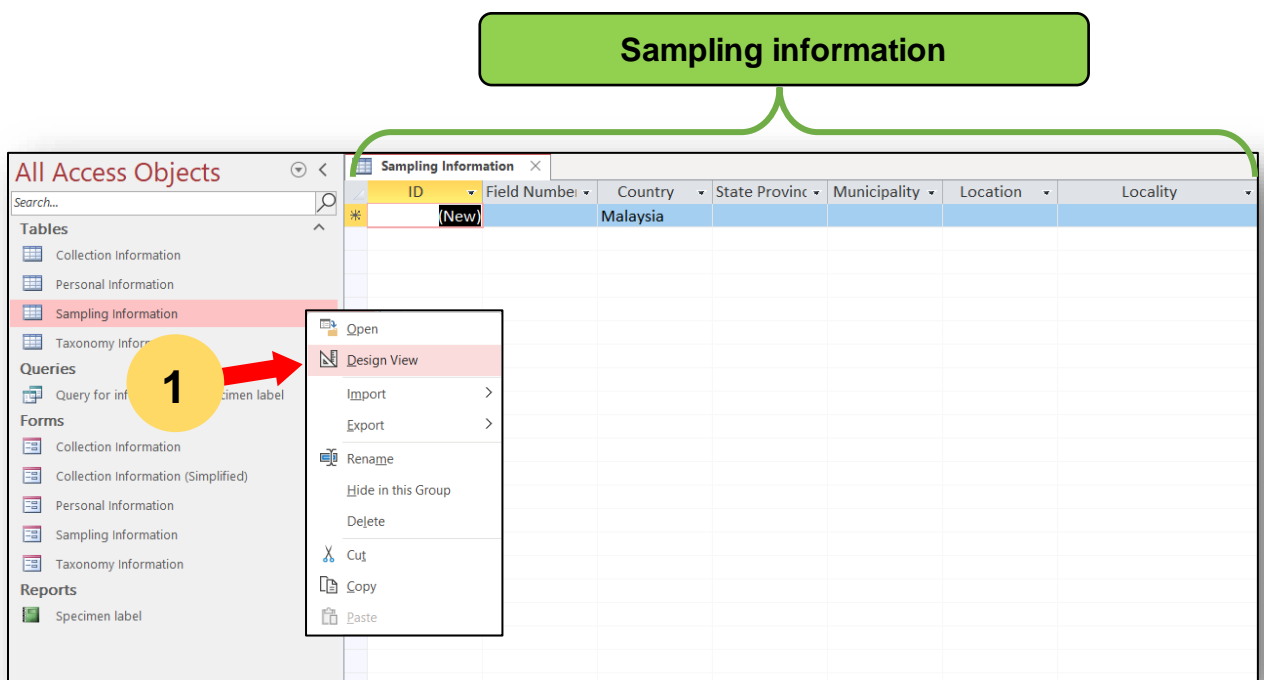 Sampling information
All Access Objects
Search...
Tables
Collection Information
Personal Information
Sampling Information
Taxonomy Infor
Queries
Query for inf cimen label
Forms
Collection Information
Collection Information (Simplified)
Personal Information
Sampling Information
Taxonomy Information
Reports
Specimen label
1
Open
Design View
Import
Export
Rename
Hide in this Group
Delete
Cut
Copy
Paste
Sampling Information
ID Field Number Country State Provinc Municipality Location Locality
(New) Malaysia